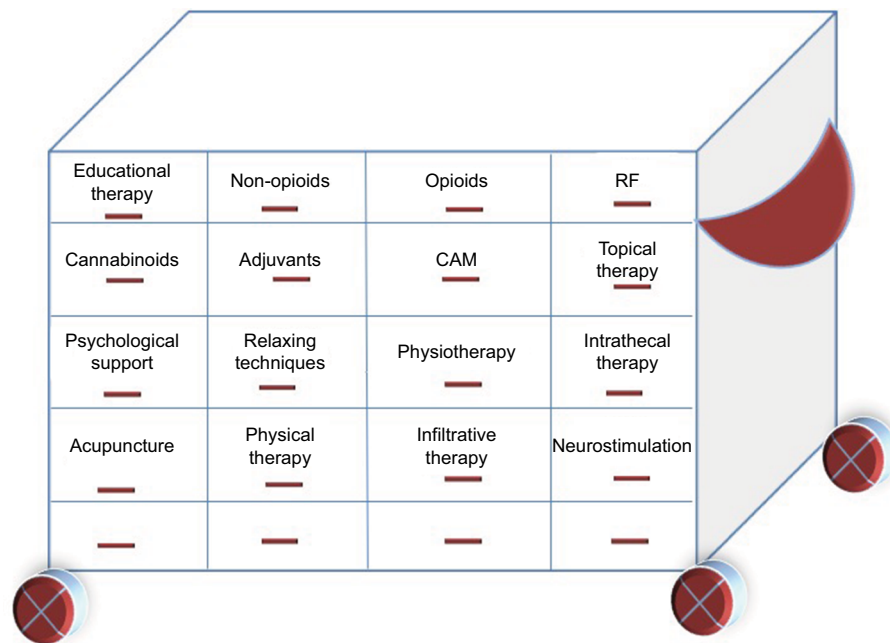 Educational
therapy
Non-opioids
Opioids
RF
Cannabinoids
Adjuvants
CAM
Topical
therapy
Psychological
support
Relaxing
techniques
Physiotherapy
Intrathecal
therapy
Acupuncture
Physical
therapy
Infiltrative
therapy
Neurostimulation